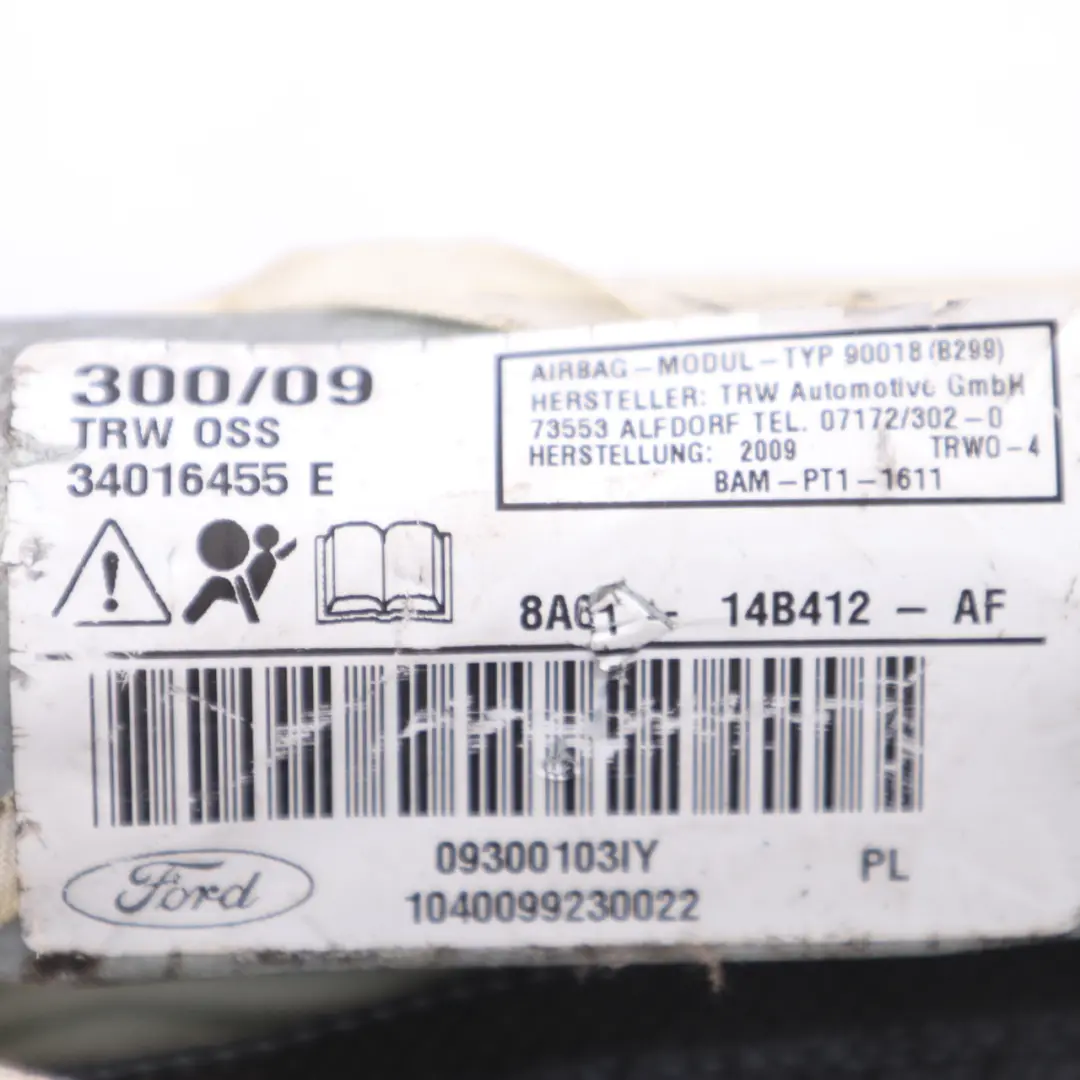 300/09
TRW OSS
34016455 E
AIRBAG-MODUL-TYP 90018 (B299)
HERSTELLER: TRW Automotive GmbH
73553 ALFDORF TEL. 07172/302-0
HERSTELLUNG: 2009 TRWO-4
BAM-PT1-1611
8A61 - 14B412 - AF
09300103IY
1040099230022
PL
Ford